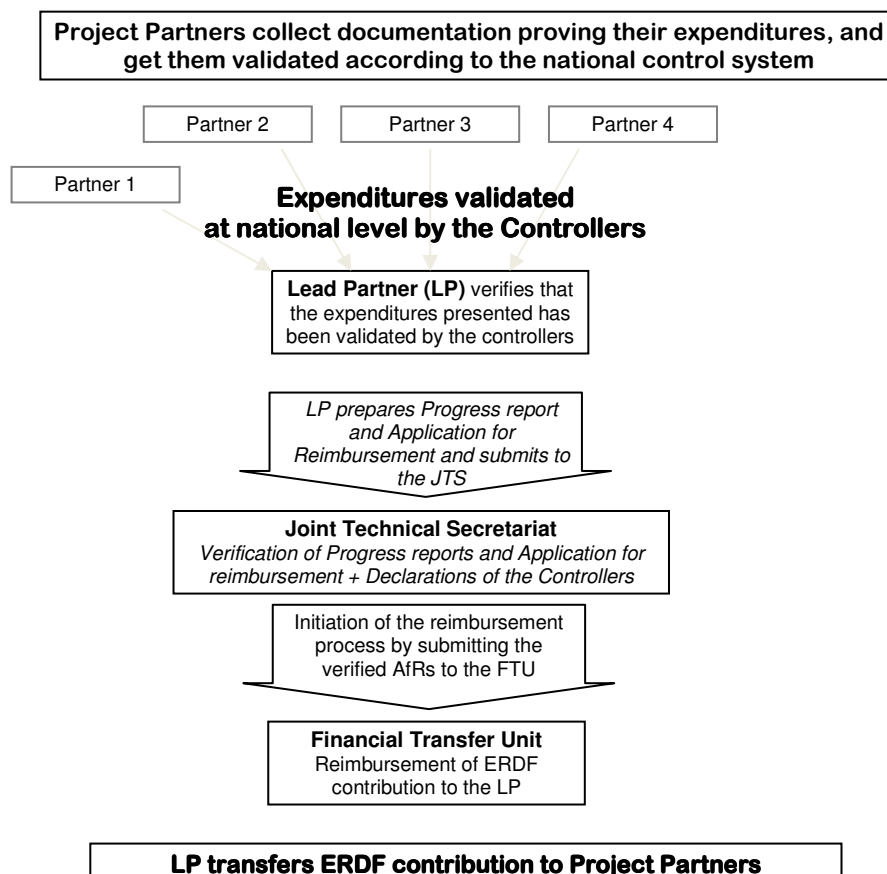 Project Partners collect documentation proving their expenditures, and
get them validated according to the national control system
Partner 2
Partner 3
Partner 4
Partner 1
Expenditures validated
at national level by the Controllers
Lead Partner (LP) verifies that
the expenditures presented has
been validated by the controllers
LP prepares Progress report
and Application for
Reimbursement and submits to
the JTS
Joint Technical Secretariat
Verification of Progress reports and Application for
reimbursement + Declarations of the Controllers
Initiation of the reimbursement
process by submitting the
verified AfRs to the FTU
Financial Transfer Unit
Reimbursement of ERDF
contribution to the LP
LP transfers ERDF contribution to Project Partners